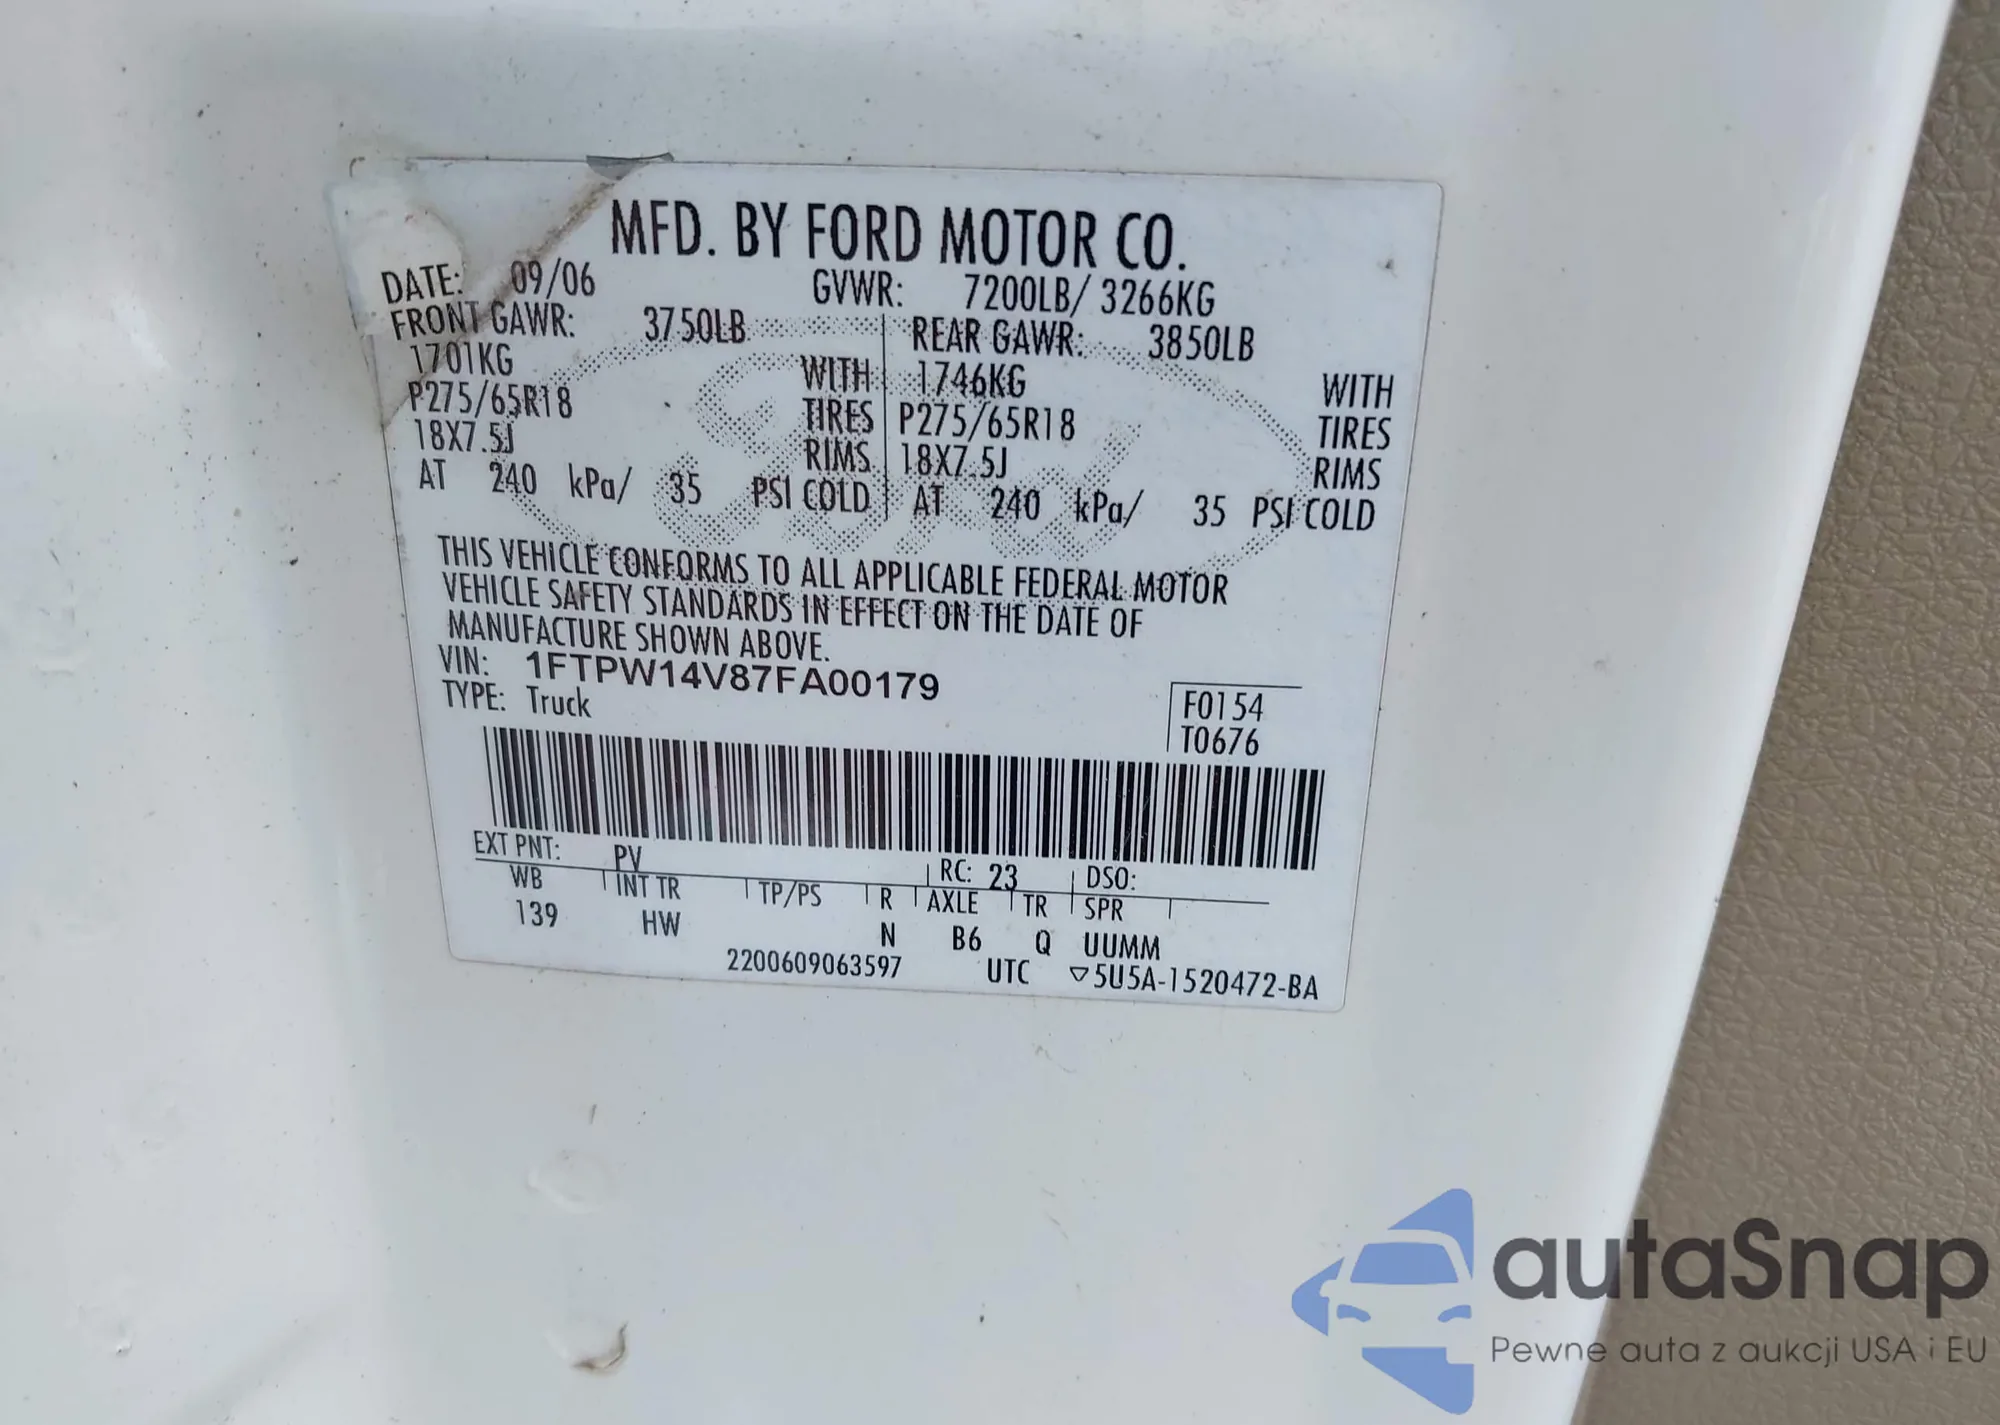 MFD. BY FORD MOTOR CO.
DATE: 09/06 GVWR: 7200LB/ 3266KG
FRONT GAWR: 3750LB REAR GAWR: 3850LB
1701KG WITH 1746KG WITH
P275/65R18 TIRES P275/65R18 TIRES
18X7.5J RIMS 18X7.5J RIMS
AT 240 kPa/ 35 PSI COLD AT 240 kPa/ 35 PSI COLD
THIS VEHICLE CONFORMS TO ALL APPLICABLE FEDERAL MOTOR
VEHICLE SAFETY STANDARDS IN EFFECT ON THE DATE OF
MANUFACTURE SHOWN ABOVE.
VIN: 1FTPW14V87FA00179
TYPE: Truck
F0154
T0676
EXT PNT: PV RC: 23 DSO:
WB INT TR TP/PS R AXLE TR SPR
139 HW N B6 Q UUMM
2200609063597 UTC ▽5U5A-1520472-BA
Ford
autaSnap
Pewne auta z aukcji USA i EU